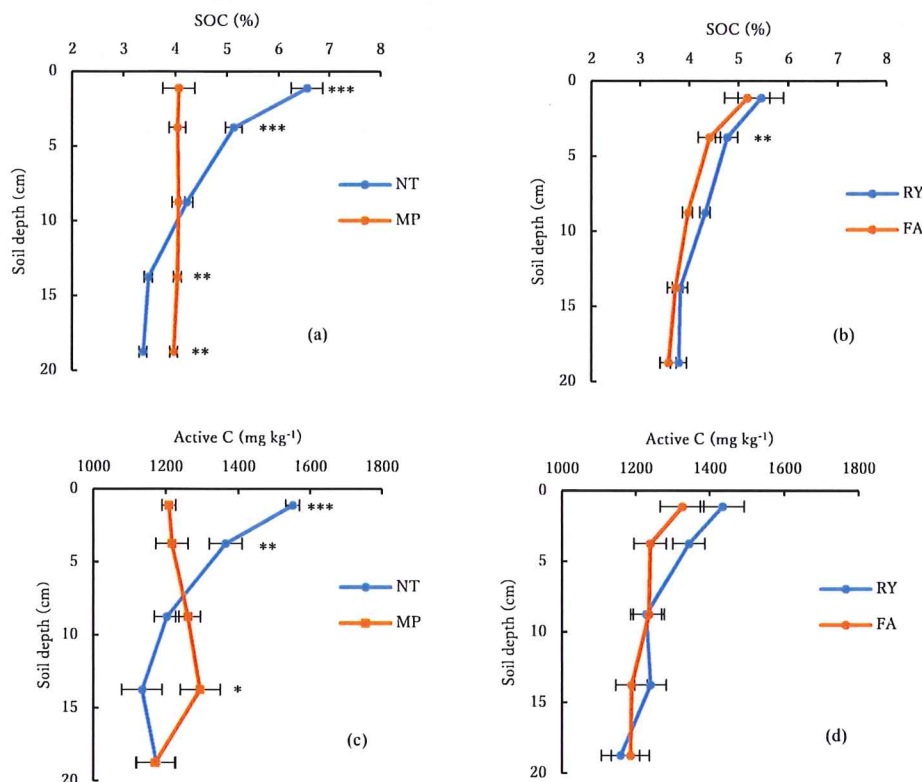 SOC (%)
2 3 4 5 6 7 8
0
5
10
15
20
Soil depth (cm)
***
***
**
**
NT
MP
(a)
SOC (%)
2 3 4 5 6 7 8
0
5
10
15
20
Soil depth (cm)
**
RY
FA
(b)
Active C (mg kg⁻¹)
1000 1200 1400 1600 1800
0
5
10
15
20
Soil depth (cm)
***
**
*
NT
MP
(c)
Active C (mg kg⁻¹)
1000 1200 1400 1600 1800
0
5
10
15
20
Soil depth (cm)
RY
FA
(d)